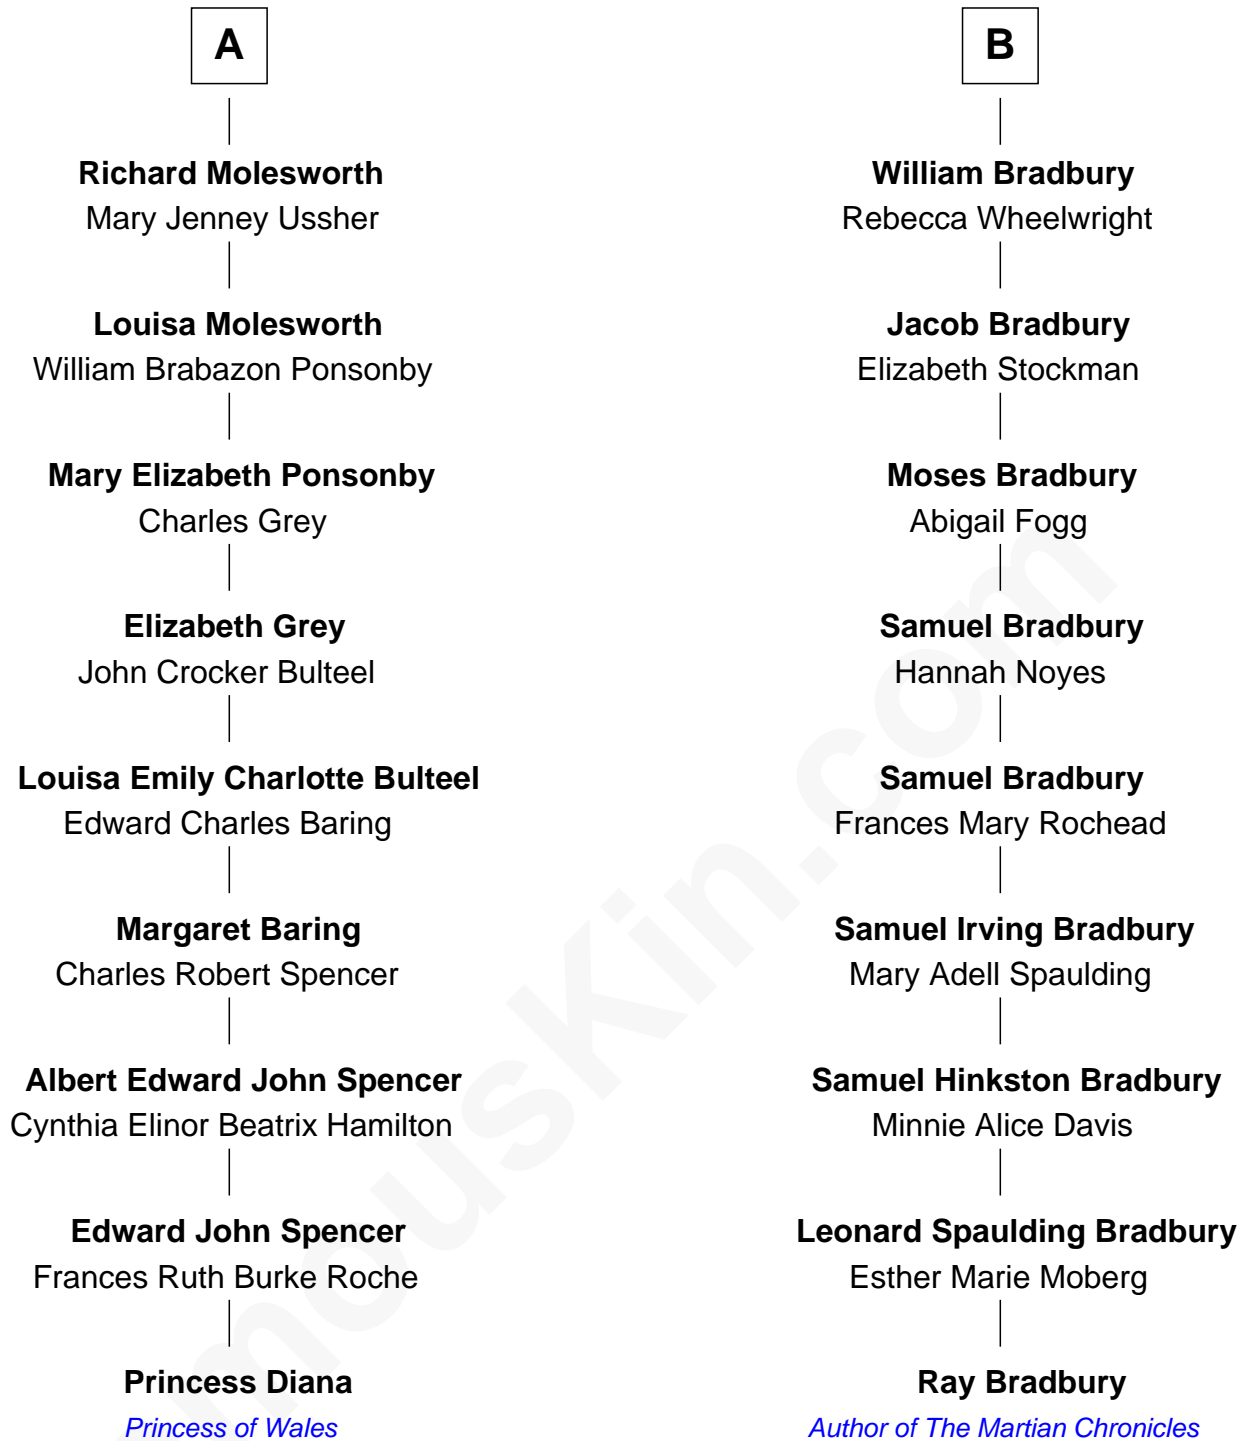 A
Richard Molesworth
Mary Jenney Ussher
Louisa Molesworth
William Brabazon Ponsonby
Mary Elizabeth Ponsonby
Charles Grey
Elizabeth Grey
John Crocker Bulteel
Louisa Emily Charlotte Bulteel
Edward Charles Baring
Margaret Baring
Charles Robert Spencer
Albert Edward John Spencer
Cynthia Elinor Beatrix Hamilton
Edward John Spencer
Frances Ruth Burke Roche
Princess Diana
Princess of Wales
B
William Bradbury
Rebecca Wheelwright
Jacob Bradbury
Elizabeth Stockman
Moses Bradbury
Abigail Fogg
Samuel Bradbury
Hannah Noyes
Samuel Bradbury
Frances Mary Rochead
Samuel Irving Bradbury
Mary Adell Spaulding
Samuel Hinkston Bradbury
Minnie Alice Davis
Leonard Spaulding Bradbury
Esther Marie Moberg
Ray Bradbury
Author of The Martian Chronicles
mousKin.com